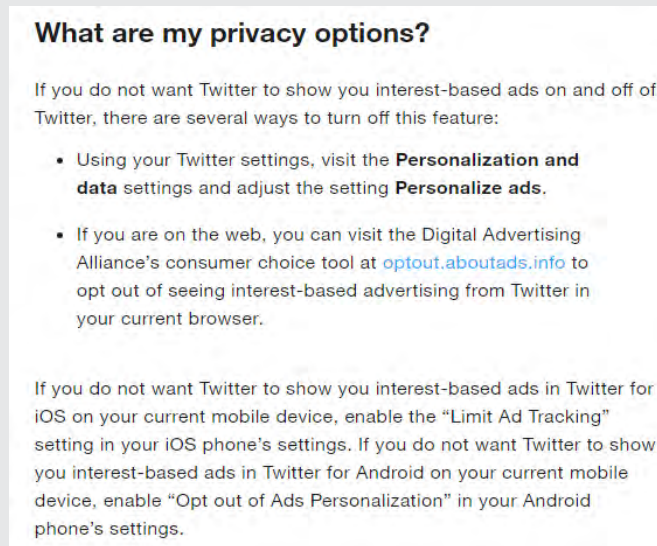 What are my privacy options?
If you do not want Twitter to show you interest-based ads on and off of
Twitter, there are several ways to turn off this feature:
• Using your Twitter settings, visit the Personalization and
data settings and adjust the setting Personalize ads.
• If you are on the web, you can visit the Digital Advertising
Alliance's consumer choice tool at optout.aboutads.info to
opt out of seeing interest-based advertising from Twitter in
your current browser.
If you do not want Twitter to show you interest-based ads in Twitter for
iOS on your current mobile device, enable the “Limit Ad Tracking”
setting in your iOS phone's settings. If you do not want Twitter to show
you interest-based ads in Twitter for Android on your current mobile
device, enable “Opt out of Ads Personalization” in your Android
phone's settings.